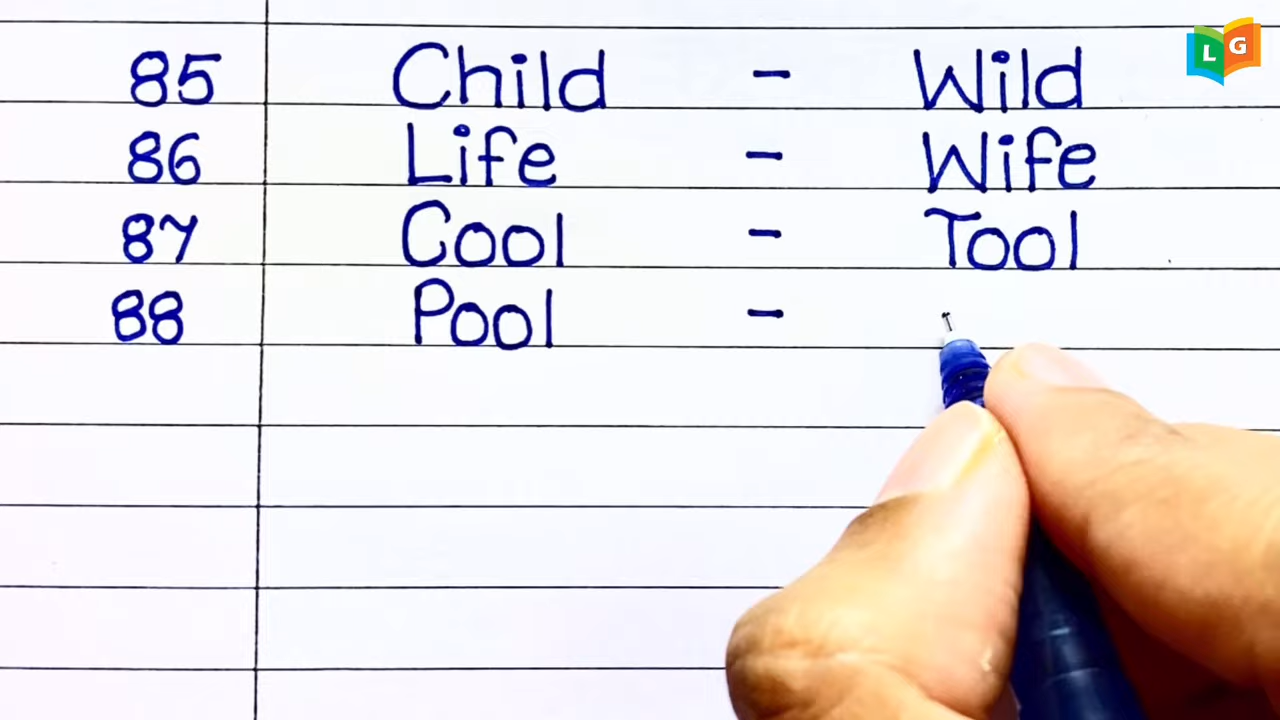 85 Child - Wild
86 Life - Wife
87 Cool - Tool
88 Pool -
LG